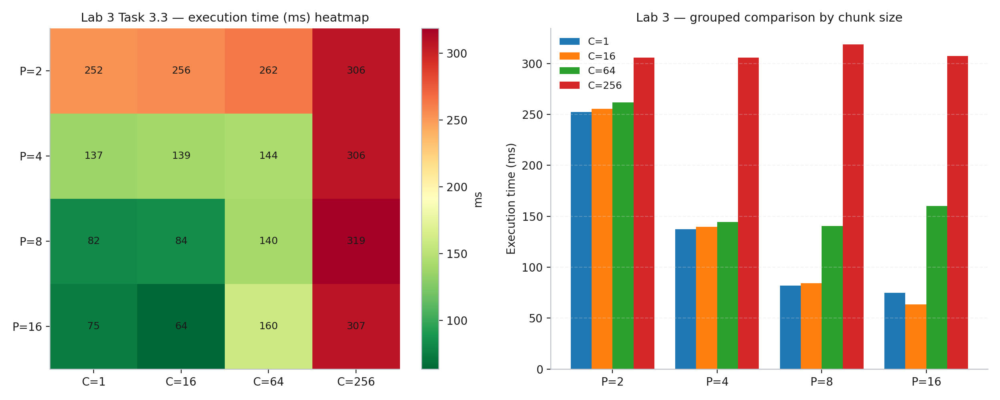 Lab 3 Task 3.3 — execution time (ms) heatmap
P=2
252 256 262 306
P=4
137 139 144 306
P=8
82 84 140 319
P=16
75 64 160 307
C=1 C=16 C=64 C=256
300
250
200
150
100
ms
Lab 3 — grouped comparison by chunk size
C=1
C=16
C=64
C=256
Execution time (ms)
300
250
200
150
100
50
0
P=2 P=4 P=8 P=16